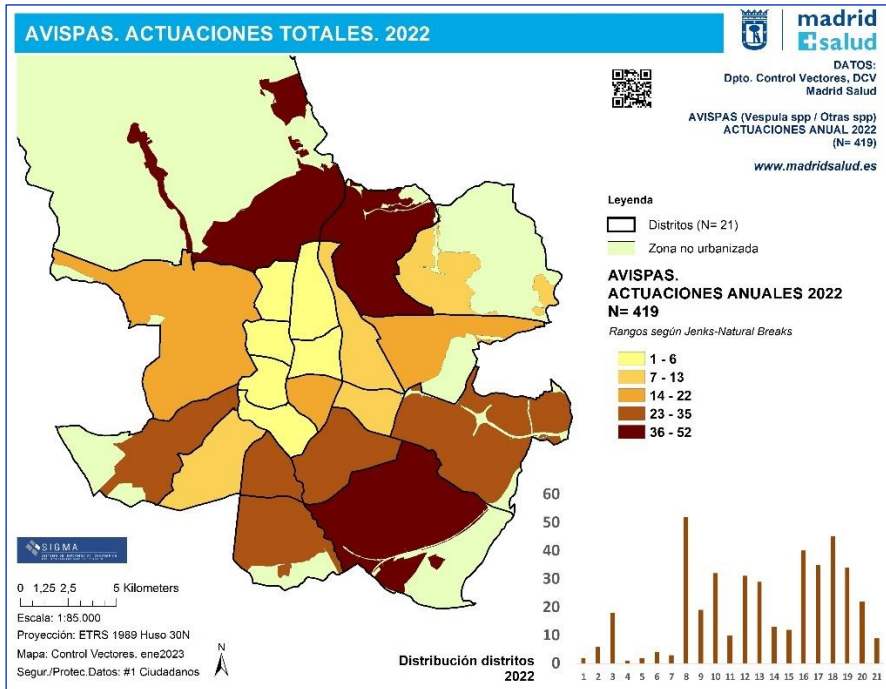 AVISPAS. ACTUACIONES TOTALES. 2022
madrid
salud
DATOS:
Dpto. Control Vectores, DCV
Madrid Salud
AVISPAS (Vespula spp / Otras spp)
ACTUACIONES ANUAL 2022
(N= 419)
www.madridsalud.es
Leyenda
Distritos (N= 21)
Zona no urbanizada
AVISPAS.
ACTUACIONES ANUALES 2022
N= 419
Rangos según Jenks-Natural Breaks
1 - 6
7 - 13
14 - 22
23 - 35
36 - 52
SIGMA
0 1,25 2,5 5 Kilometers
Escala: 1:85.000
Proyección: ETRS 1989 Huso 30N
Mapa: Control Vectores. ene2023
Segur./Protec.Datos: #1 Ciudadanos
N
Distribución distritos
2022
60
50
40
30
20
10
0
1 2 3 4 5 6 7 8 9 10 11 12 13 14 15 16 17 18 19 20 21